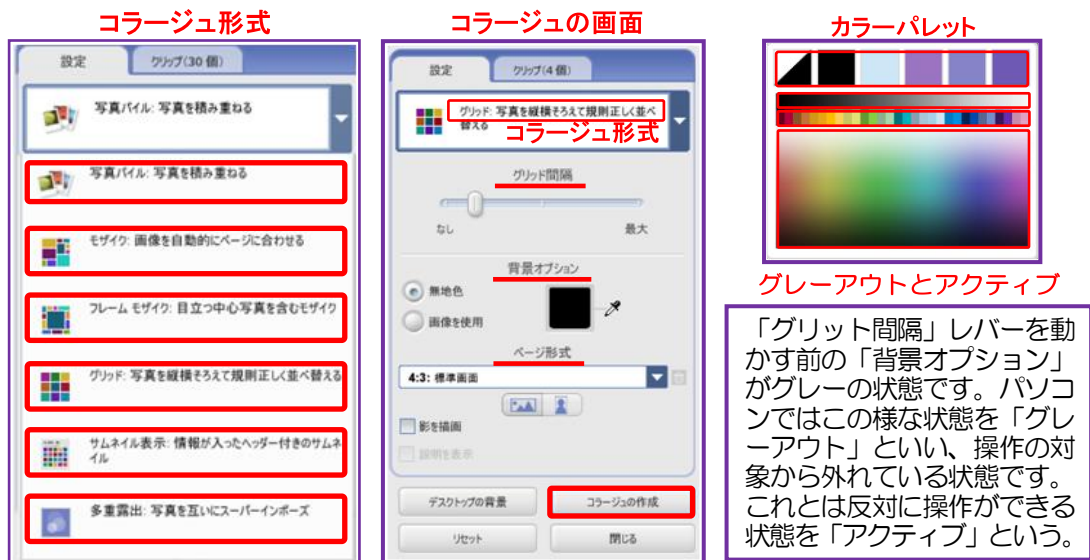 コラージュ形式
設定
クリップ(30 個)
写真パイル: 写真を積み重ねる
写真パイル: 写真を積み重ねる
モザイク: 画像を自動的にページに合わせる
フレーム モザイク: 目立つ中心写真を含むモザイク
グリッド: 写真を縦横そろえて規則正しく並べ替える
サムネイル表示: 情報が入ったヘッダー付きのサムネ
イル
多重露出: 写真を互いにスーパーインポーズ
コラージュの画面
設定
クリップ(4 個)
グリッド: 写真を縦横そろえて規則正しく並べ
替える
コラージュ形式
グリッド間隔
なし
最大
背景オプション
無地色
画像を使用
ページ形式
4:3: 標準画面
影を描画
説明を表示
デスクトップの背景
コラージュの作成
リセット
閉じる
カラーパレット
グレーアウトとアクティブ
「グリット間隔」レバーを動
かす前の「背景オプション」
がグレーの状態です。パソコ
ンではこの様な状態を「グレ
ーアウト」といい、操作の対
象から外れている状態です。
これとは反対に操作ができる
状態を「アクティブ」という。